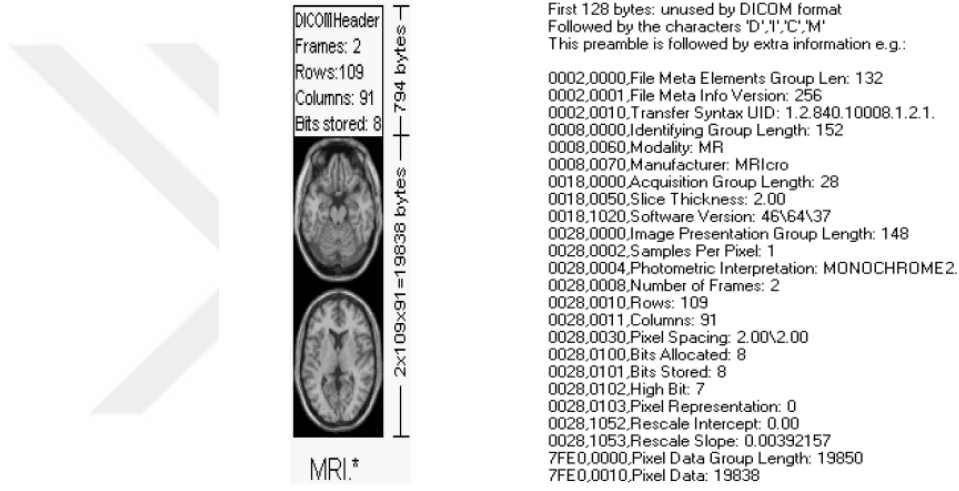 DICOMHeader
Frames: 2
Rows:109
Columns: 91
Bits stored: 8
794 bytes
2x109x91=19838 bytes
MRI.*
First 128 bytes: unused by DICOM format
Followed by the characters 'D','I','C','M'
This preamble is followed by extra information e.g.:
0002,0000,File Meta Elements Group Len: 132
0002,0001,File Meta Info Version: 256
0002,0010,Transfer Syntax UID: 1.2.840.10008.1.2.1.
0008,0000,Identifying Group Length: 152
0008,0060,Modality: MR
0008,0070,Manufacturer: MRIcro
0018,0000,Acquisition Group Length: 28
0018,0050,Slice Thickness: 2.00
0018,1020,Software Version: 46\64\37
0028,0000,Image Presentation Group Length: 148
0028,0002,Samples Per Pixel: 1
0028,0004,Photometric Interpretation: MONOCHROME2.
0028,0008,Number of Frames: 2
0028,0010,Rows: 109
0028,0011,Columns: 91
0028,0030,Pixel Spacing: 2.00\2.00
0028,0100,Bits Allocated: 8
0028,0101,Bits Stored: 8
0028,0102,High Bit: 7
0028,0103,Pixel Representation: 0
0028,1052,Rescale Intercept: 0.00
0028,1053,Rescale Slope: 0.00392157
7FE0,0000,Pixel Data Group Length: 19850
7FE0,0010,Pixel Data: 19838